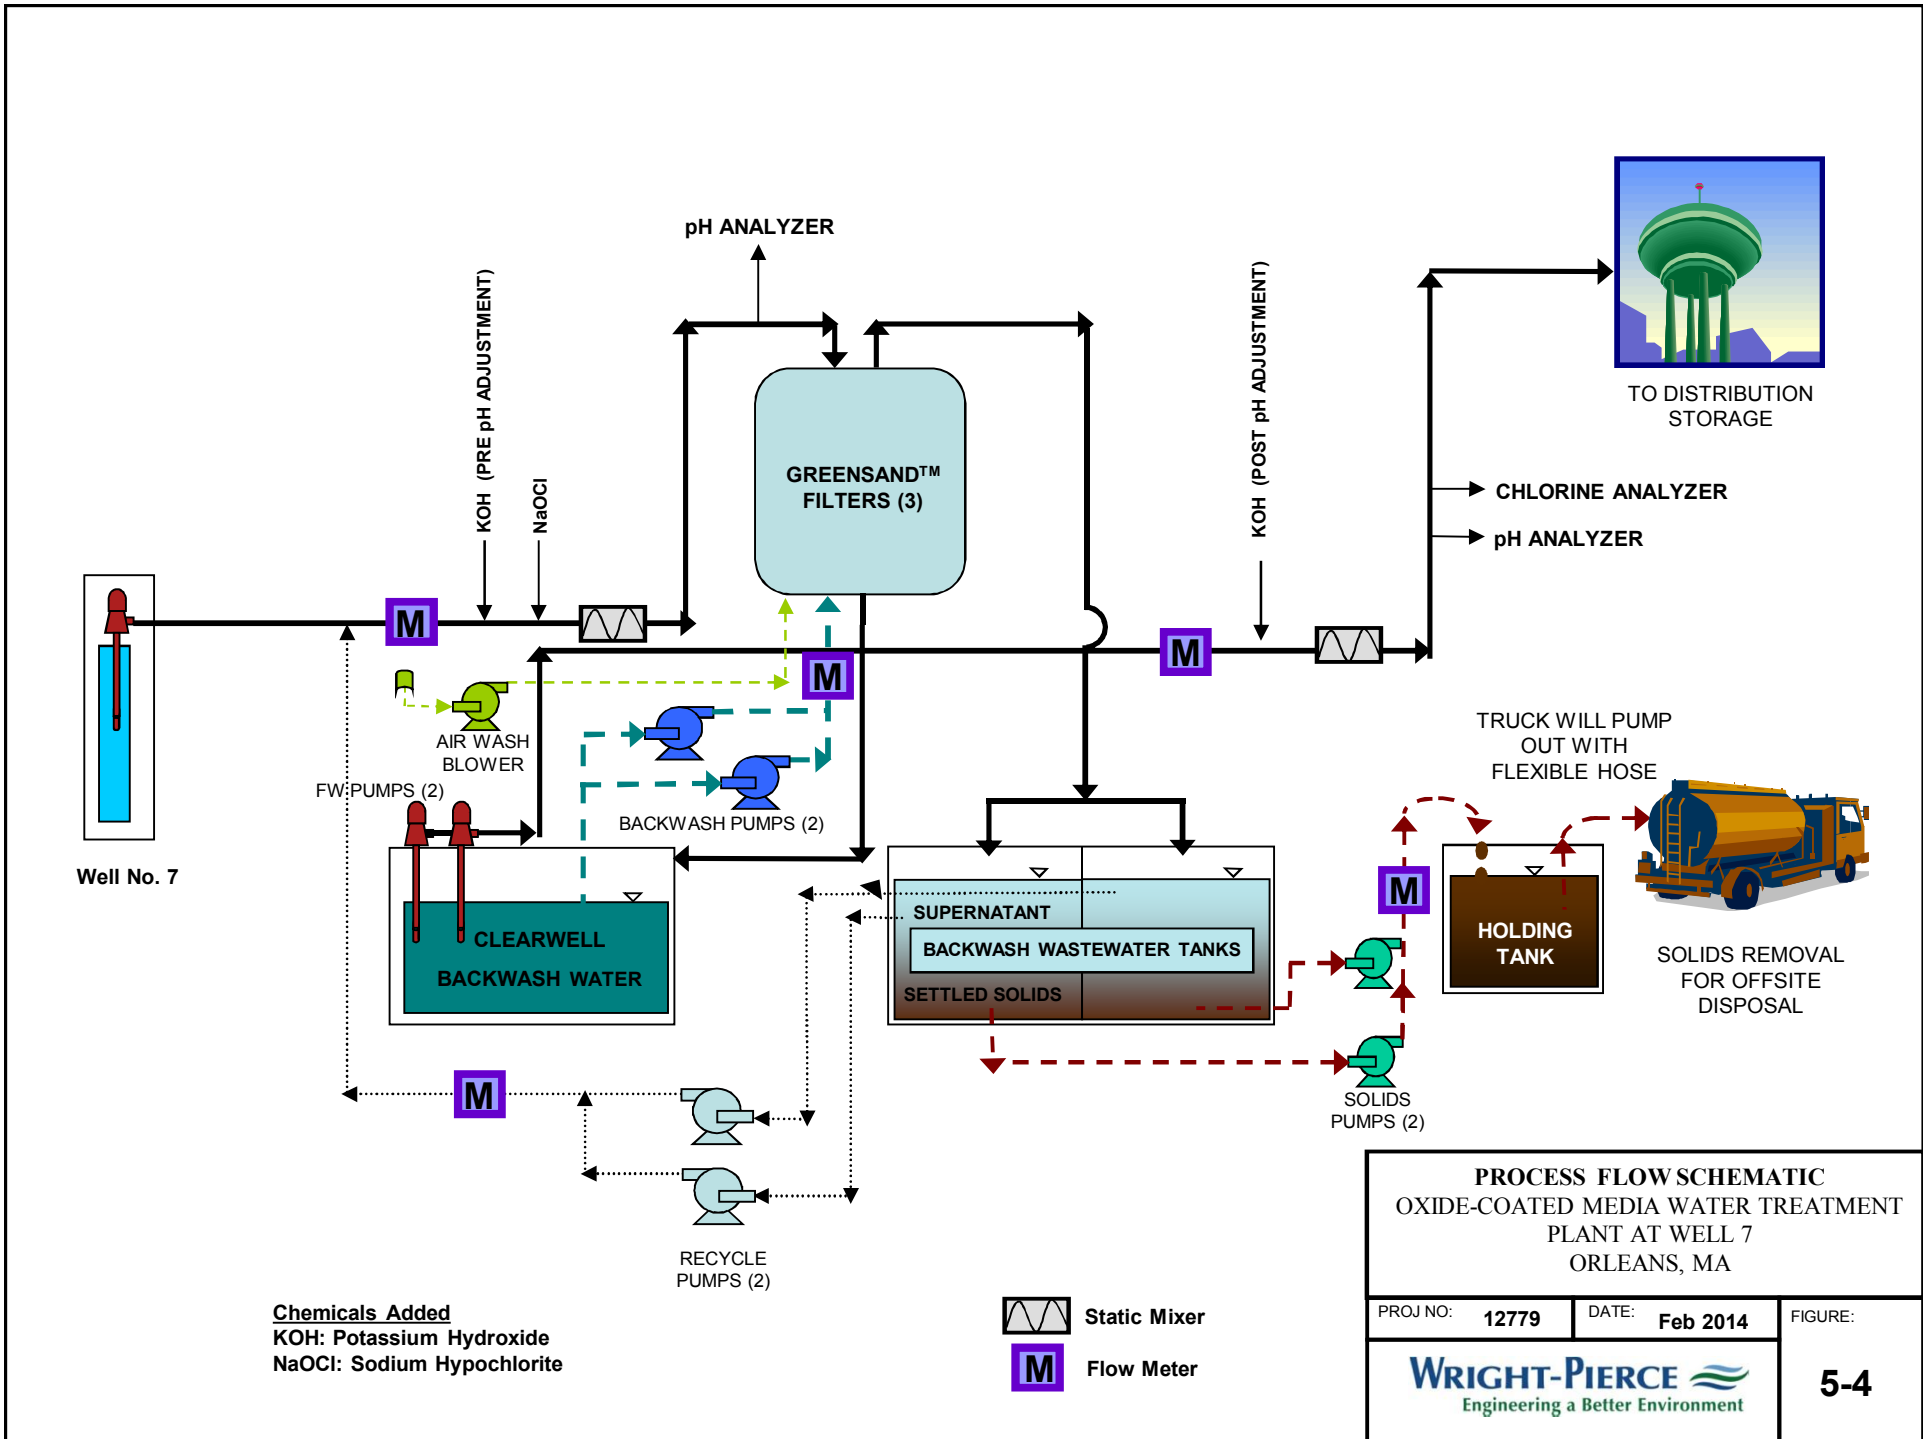 pH ANALYZER
KOH (PRE pH ADJUSTMENT)
NaOCl
KOH (POST pH ADJUSTMENT)
GREENSAND™
FILTERS (3)
TO DISTRIBUTION
STORAGE
CHLORINE ANALYZER
pH ANALYZER
M
M
M
Well No. 7
AIR WASH
BLOWER
FW PUMPS (2)
BACKWASH PUMPS (2)
TRUCK WILL PUMP
OUT WITH
FLEXIBLE HOSE
CLEARWELL
BACKWASH WATER
SUPERNATANT
BACKWASH WASTEWATER TANKS
SETTLED SOLIDS
M
HOLDING
TANK
SOLIDS REMOVAL
FOR OFFSITE
DISPOSAL
M
SOLIDS
PUMPS (2)
RECYCLE
PUMPS (2)
Chemicals Added
KOH: Potassium Hydroxide
NaOCl: Sodium Hypochlorite
Static Mixer
M
Flow Meter
PROCESS FLOW SCHEMATIC
OXIDE-COATED MEDIA WATER TREATMENT
PLANT AT WELL 7
ORLEANS, MA
PROJ NO: 12779
DATE: Feb 2014
FIGURE:
5-4
WRIGHT-PIERCE
Engineering a Better Environment